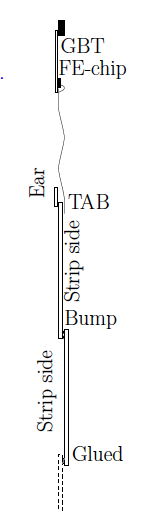 GBT
FE-chip
Ear
TAB
Strip side
Bump
Strip side
Glued